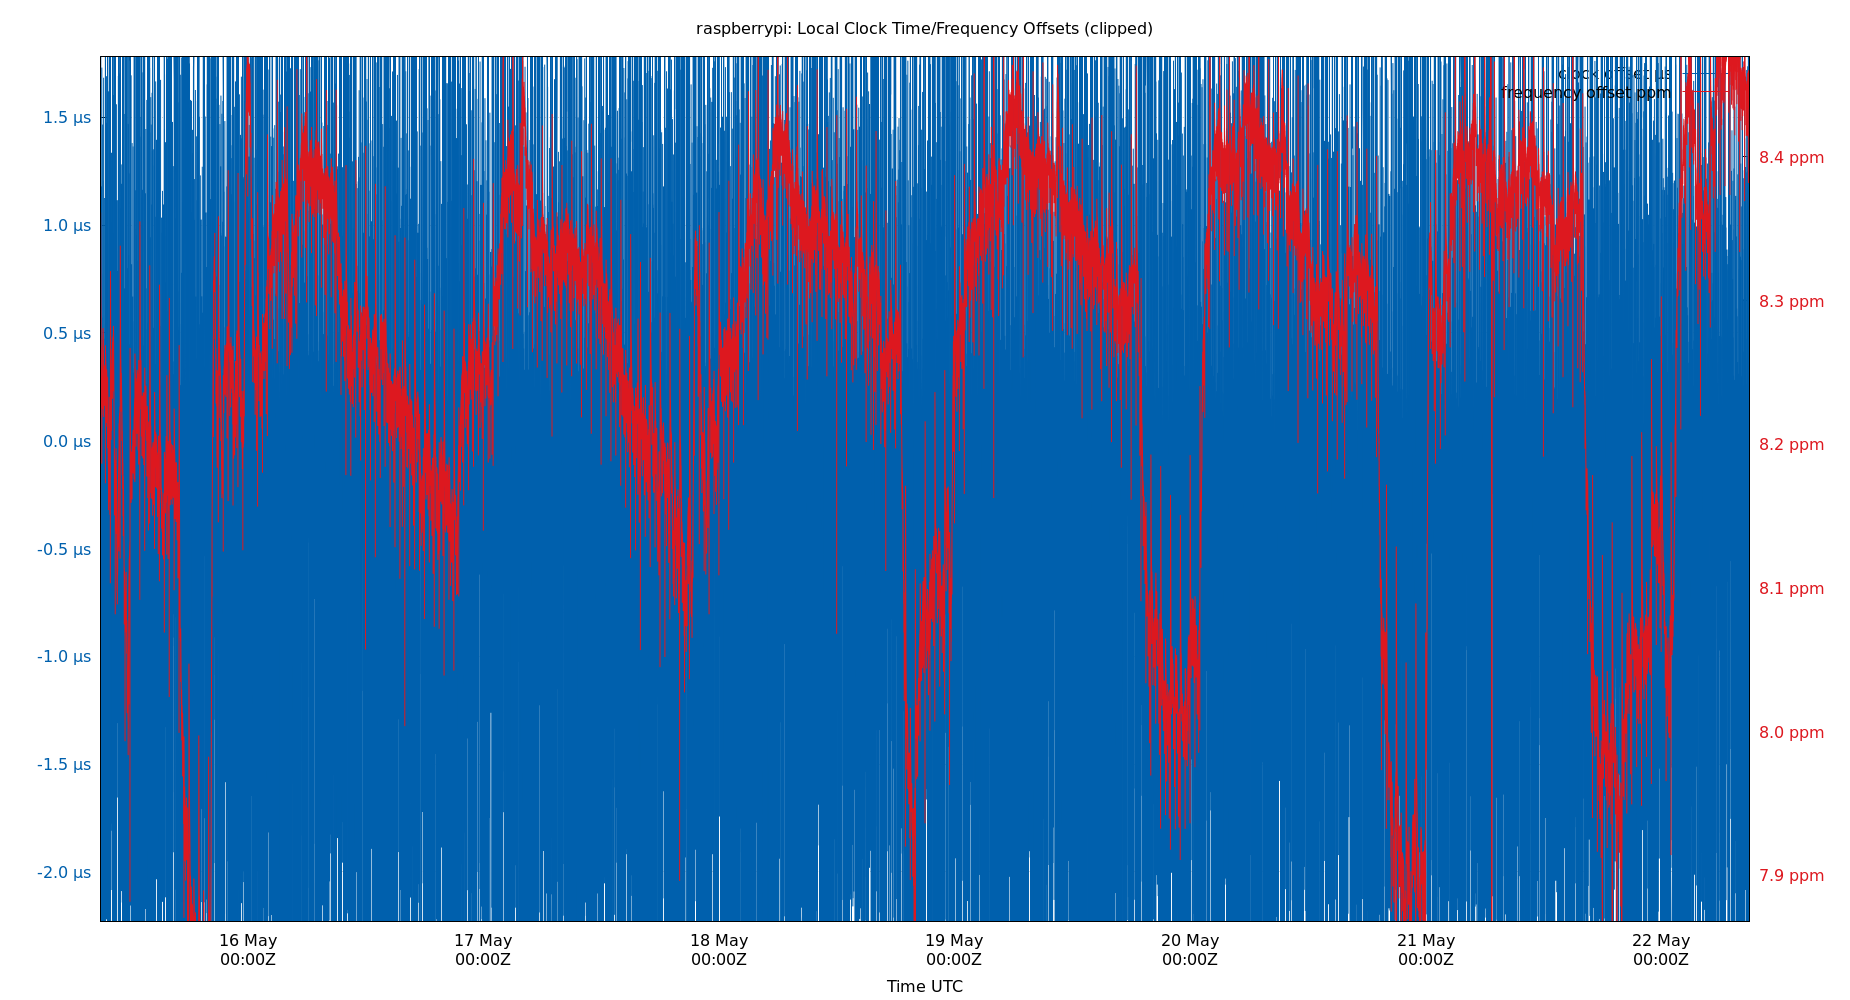 raspberrypi: Local Clock Time/Frequency Offsets (clipped)
clock offset µs
frequency offset ppm
1.5 µs
1.0 µs
0.5 µs
0.0 µs
-0.5 µs
-1.0 µs
-1.5 µs
-2.0 µs
8.4 ppm
8.3 ppm
8.2 ppm
8.1 ppm
8.0 ppm
7.9 ppm
16 May
00:00Z
17 May
00:00Z
18 May
00:00Z
19 May
00:00Z
20 May
00:00Z
21 May
00:00Z
22 May
00:00Z
Time UTC